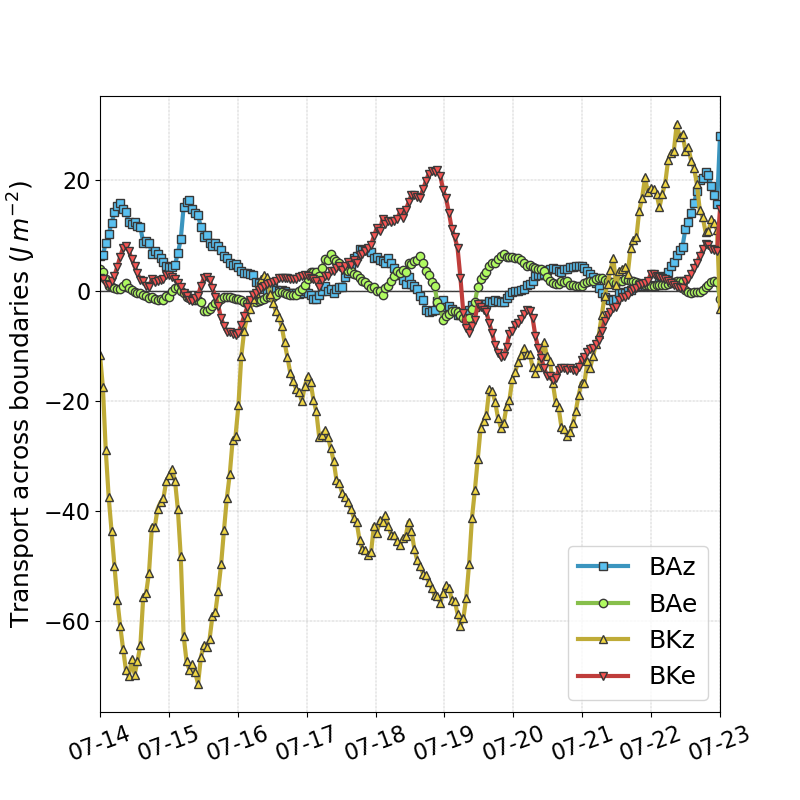 Transport across boundaries (J m⁻²)
20
0
−20
−40
−60
07-14 07-15 07-16 07-17 07-18 07-19 07-20 07-21 07-22 07-23
BAz
BAe
BKz
BKe